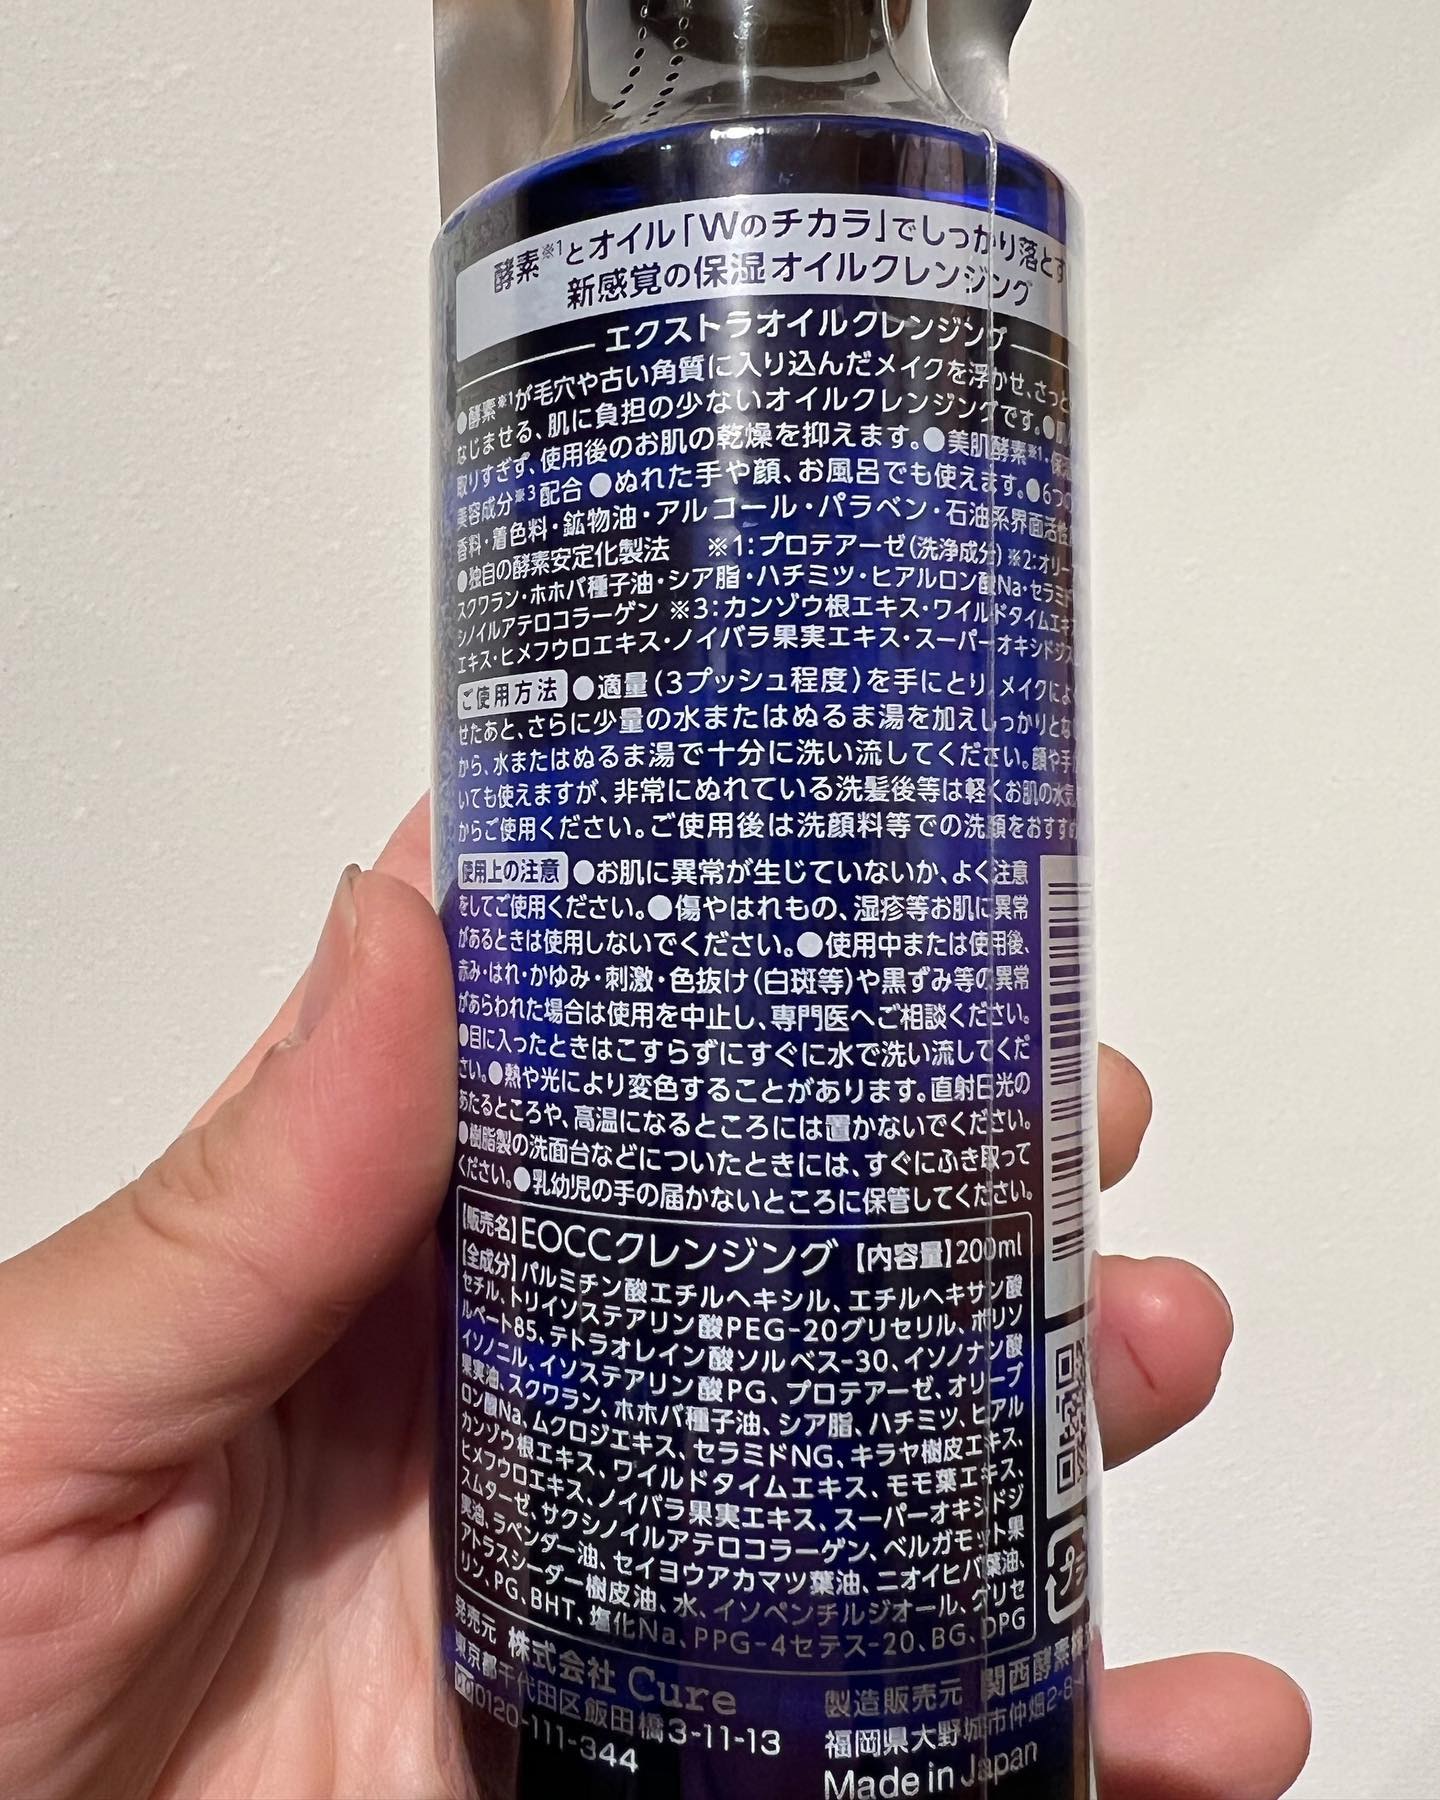 酵素※1とオイル「Wのチカラ」でしっかり落とす
新感覚の保湿オイルクレンジング
エクストラオイルクレンジング
●酵素※1が毛穴や古い角質に入り込んだメイクを浮かせ、さっと
なじませる、肌に負担の少ないオイルクレンジングです。●
取りすぎず、使用後のお肌の乾燥を抑えます。●美肌酵素※1・保湿
美容成分※3配合 ●ぬれた手や顔、お風呂でも使えます。●6つの
香料・着色料・鉱物油・アルコール・パラベン・石油系界面活性
●独自の酵素安定化製法 ※1：プロテアーゼ（洗浄成分）※2：オリー
スクワラン・ホホバ種子油・シア脂・ハチミツ・ヒアルロン酸Na・セラミド
シノイルアテロコラーゲン ※3：カンゾウ根エキス・ワイルドタイムエキ
エキス・ヒメフウロエキス・ノイバラ果実エキス・スーパーオキシドジス
ご使用方法 ●適量（3プッシュ程度）を手にとり、メイクによく
せたあと、さらに少量の水またはぬるま湯を加えしっかりとな
から、水またはぬるま湯で十分に洗い流してください。顔や手が
いても使えますが、非常にぬれている洗髪後等は軽くお肌の水気
からご使用ください。ご使用後は洗顔料等での洗顔をおすすめ
使用上の注意 ●お肌に異常が生じていないか、よく注意
をしてご使用ください。●傷やはれもの、湿疹等お肌に異常
があるときは使用しないでください。●使用中または使用後、
赤み・はれ・かゆみ・刺激・色抜け（白斑等）や黒ずみ等の異常
があらわれた場合は使用を中止し、専門医へご相談ください。
●目に入ったときはこすらずにすぐに水で洗い流してくだ
さい。●熱や光により変色することがあります。直射日光の
あたるところや、高温になるところには置かないでください。
●樹脂製の洗面台などについたときには、すぐにふき取って
ください。●乳幼児の手の届かないところに保管してください。
【販売名】EOCCクレンジング 【内容量】200ml
【全成分】パルミチン酸エチルヘキシル、エチルヘキサン酸
セチル、トリイソステアリン酸PEG-20グリセリル、ポリソ
ルベート85、テトラオレイン酸ソルベス-30、イソノナン酸
イソノニル、イソステアリン酸PG、プロテアーゼ、オリーブ
果実油、スクワラン、ホホバ種子油、シア脂、ハチミツ、ヒアル
ロン酸Na、ムクロジエキス、セラミドNG、キラヤ樹皮エキス、
カンゾウ根エキス、ワイルドタイムエキス、モモ葉エキス、
ヒメフウロエキス、ノイバラ果実エキス、スーパーオキシドジ
スムターゼ、サクシノイルアテロコラーゲン、ベルガモット果
実油、ラベンダー油、セイヨウアカマツ葉油、ニオイヒバ葉油、
アトラスシーダー樹皮油、水、イソペンチルジオール、グリセ
リン、PG、BHT、塩化Na、PPG-4セテス-20、BG、DPG
発売元 株式会社 Cure
東京都千代田区飯田橋3-11-13
0120-111-344
製造販売元 関西酵素株
福岡県大野城市仲畑2-8-
Made in Japan
プラ